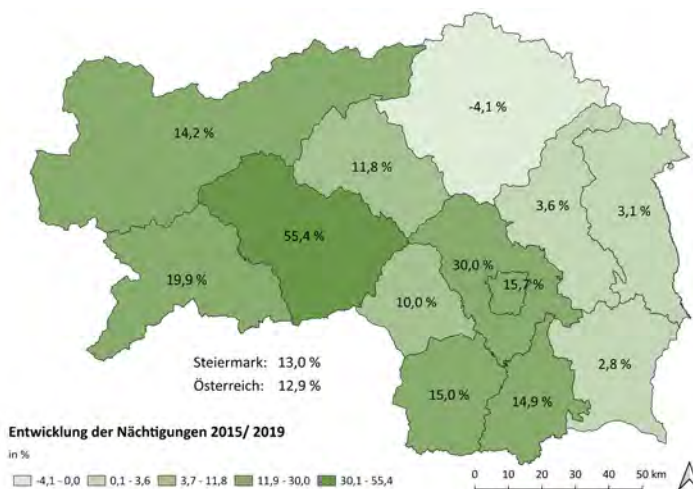 -4,1 %
14,2 %
11,8 %
3,6 %
3,1 %
55,4 %
19,9 %
30,0 %
15,7 %
10,0 %
Steiermark: 13,0 %
Österreich: 12,9 %
2,8 %
15,0 %
14,9 %
Entwicklung der Nächtigungen 2015/ 2019
in %
-4,1 - 0,0 0,1 - 3,6 3,7 - 11,8 11,9 - 30,0 30,1 - 55,4
0 10 20 30 40 50 km